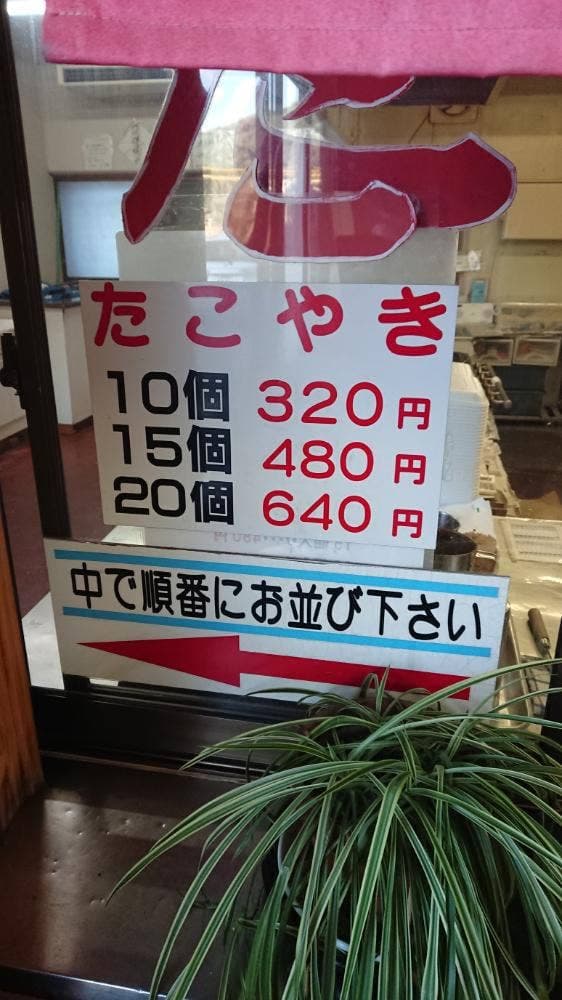 た
たこやき
10個 320円
15個 480円
20個 640円
中で順番にお並び下さい